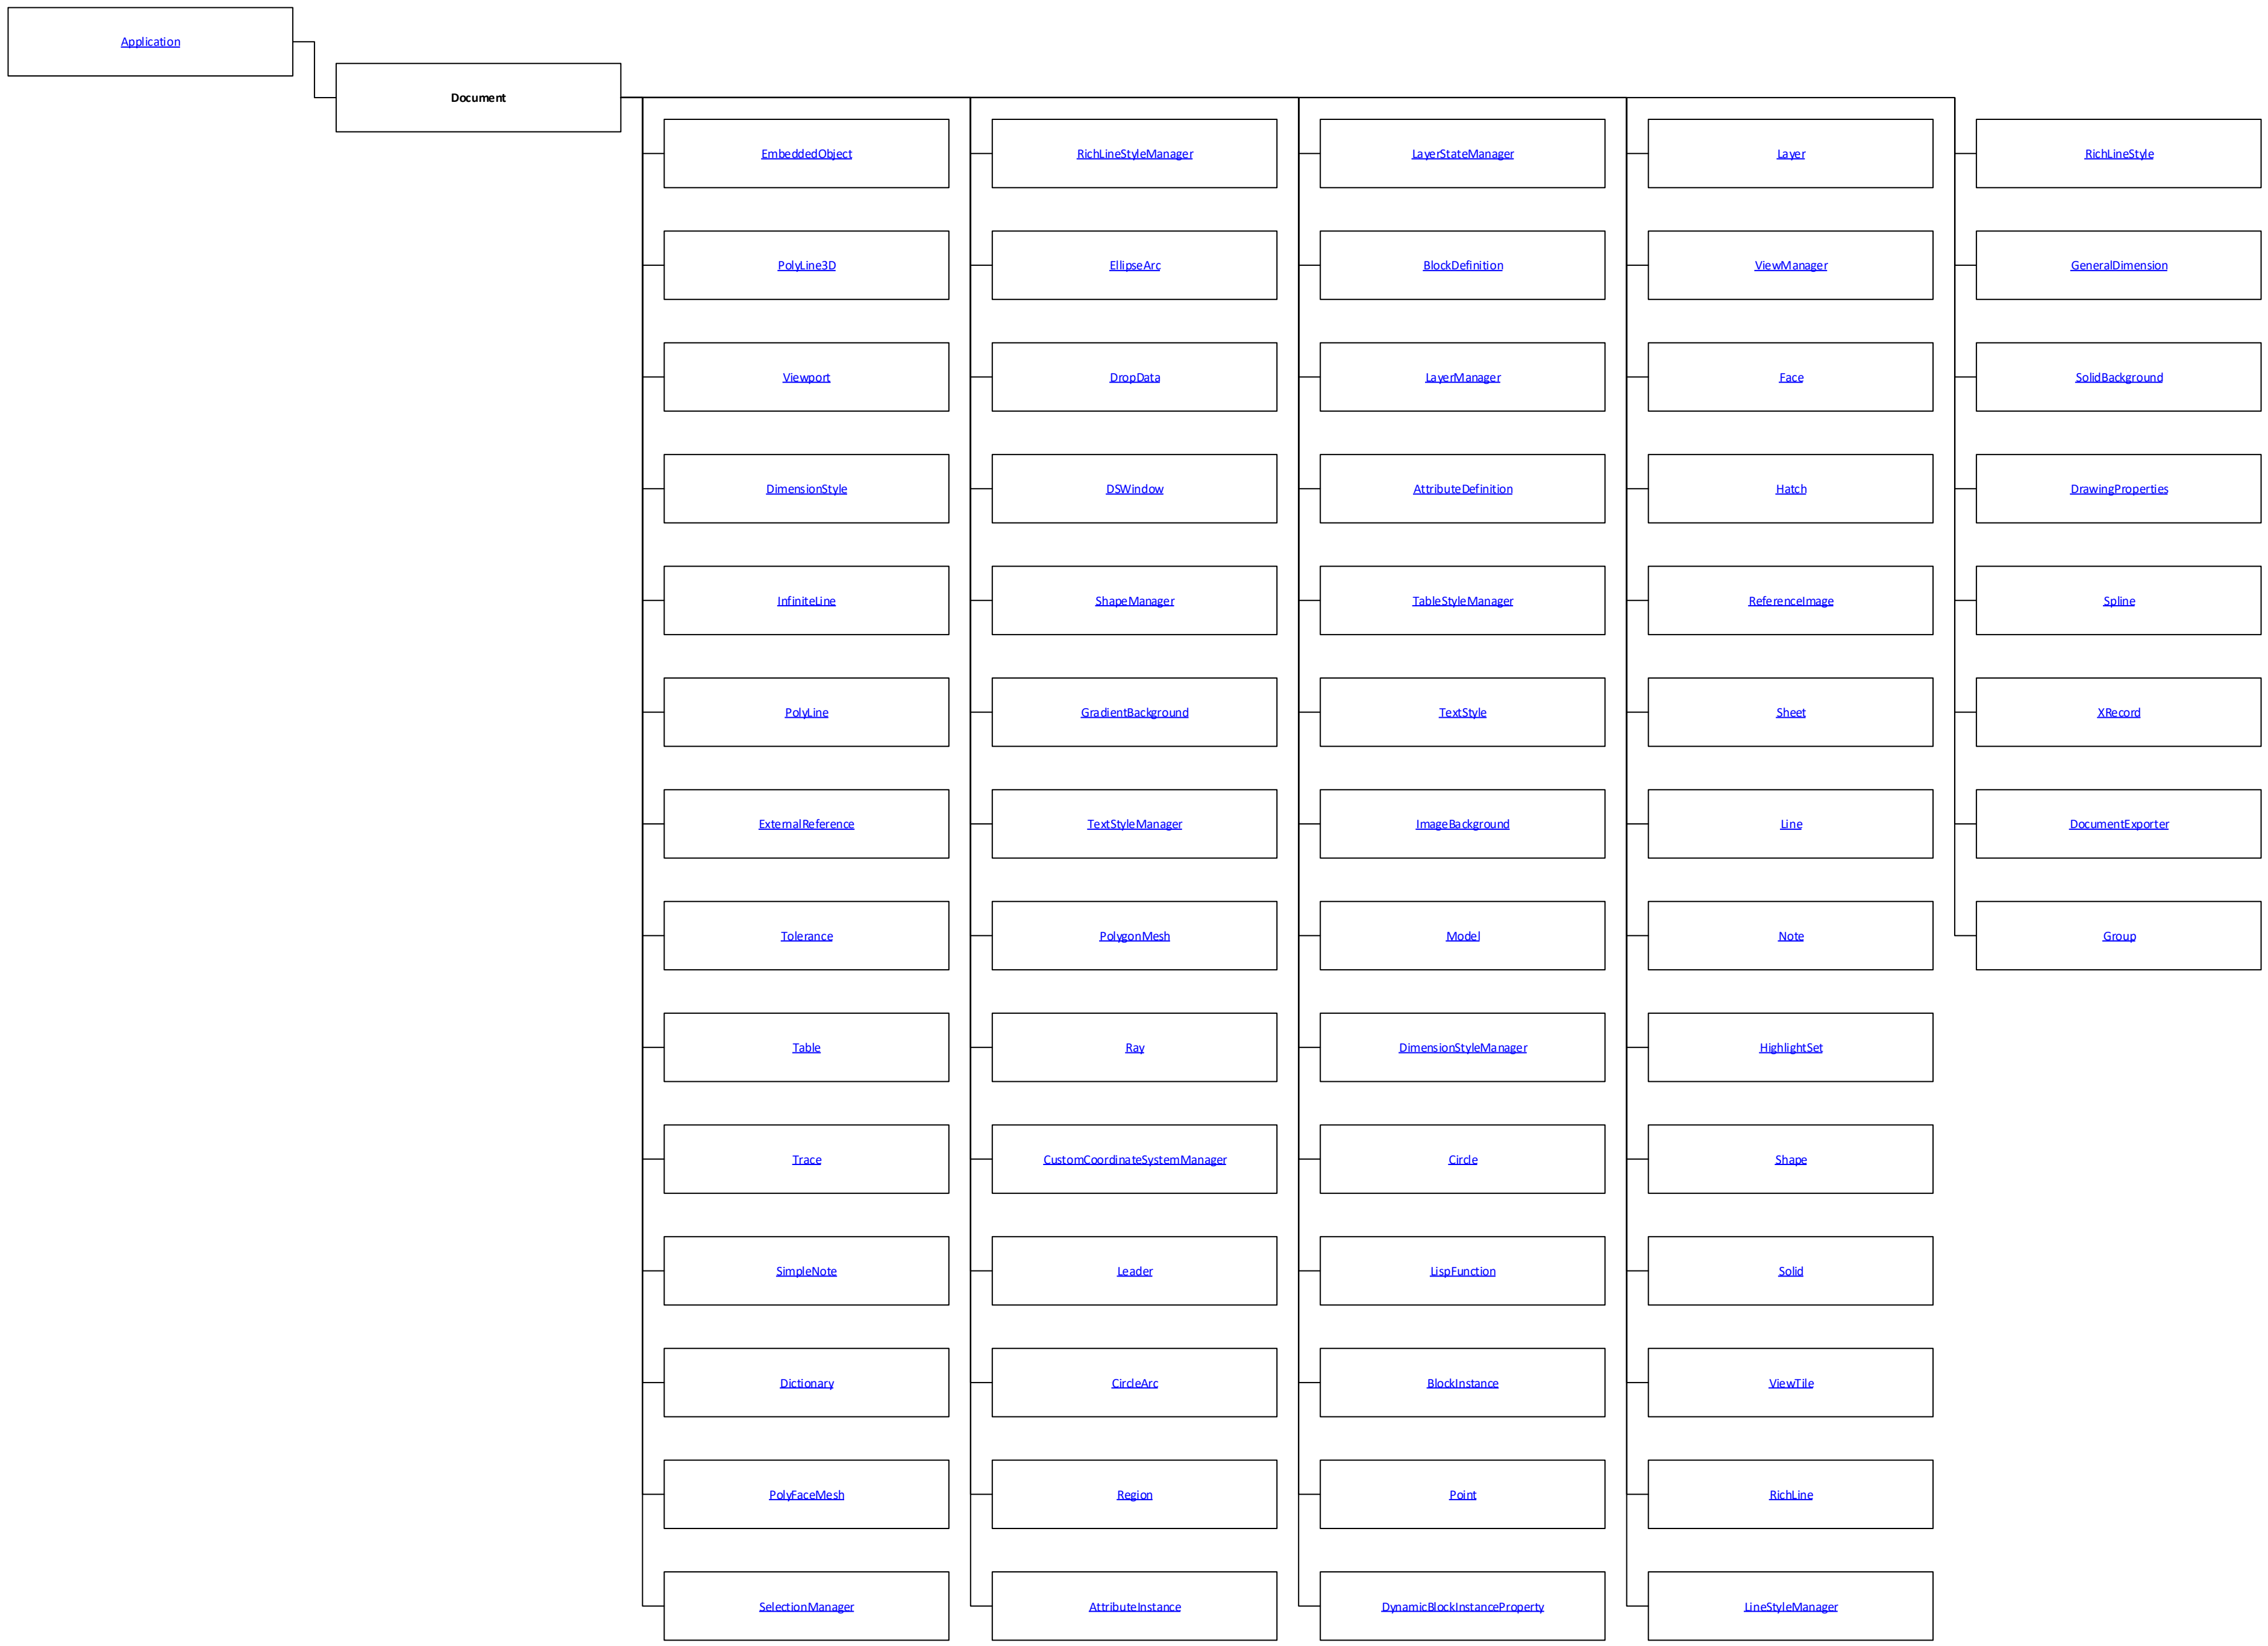 Application
Document
EmbeddedObject
RichLineStyleManager
LayerStateManager
Layer
RichLineStyle
PolyLine3D
EllipseArc
BlockDefinition
ViewManager
GeneralDimension
Viewport
DropData
LayerManager
Face
SolidBackground
DimensionStyle
DSWindow
AttributeDefinition
Hatch
DrawingProperties
InfiniteLine
ShapeManager
TableStyleManager
ReferenceImage
Spline
PolyLine
GradientBackground
TextStyle
Sheet
XRecord
ExternalReference
TextStyleManager
ImageBackground
Line
DocumentExporter
Tolerance
PolygonMesh
Model
Note
Group
Table
Ray
DimensionStyleManager
HighlightSet
Trace
CustomCoordinateSystemManager
Circle
Shape
SimpleNote
Leader
LispFunction
Solid
Dictionary
CircleArc
BlockInstance
ViewTile
PolyFaceMesh
Region
Point
RichLine
SelectionManager
AttributeInstance
DynamicBlockInstanceProperty
LineStyleManager